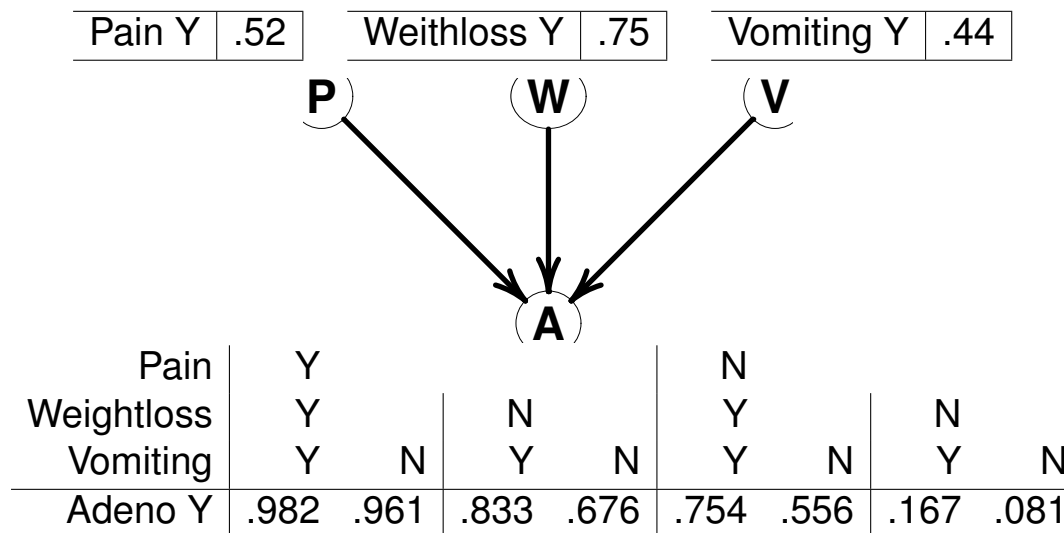 Pain Y .52 Weithloss Y .75 Vomiting Y .44
P W V
A
Pain Y N
Weightloss Y N Y N
Vomiting Y N Y N Y N Y N
Adeno Y .982 .961 .833 .676 .754 .556 .167 .081